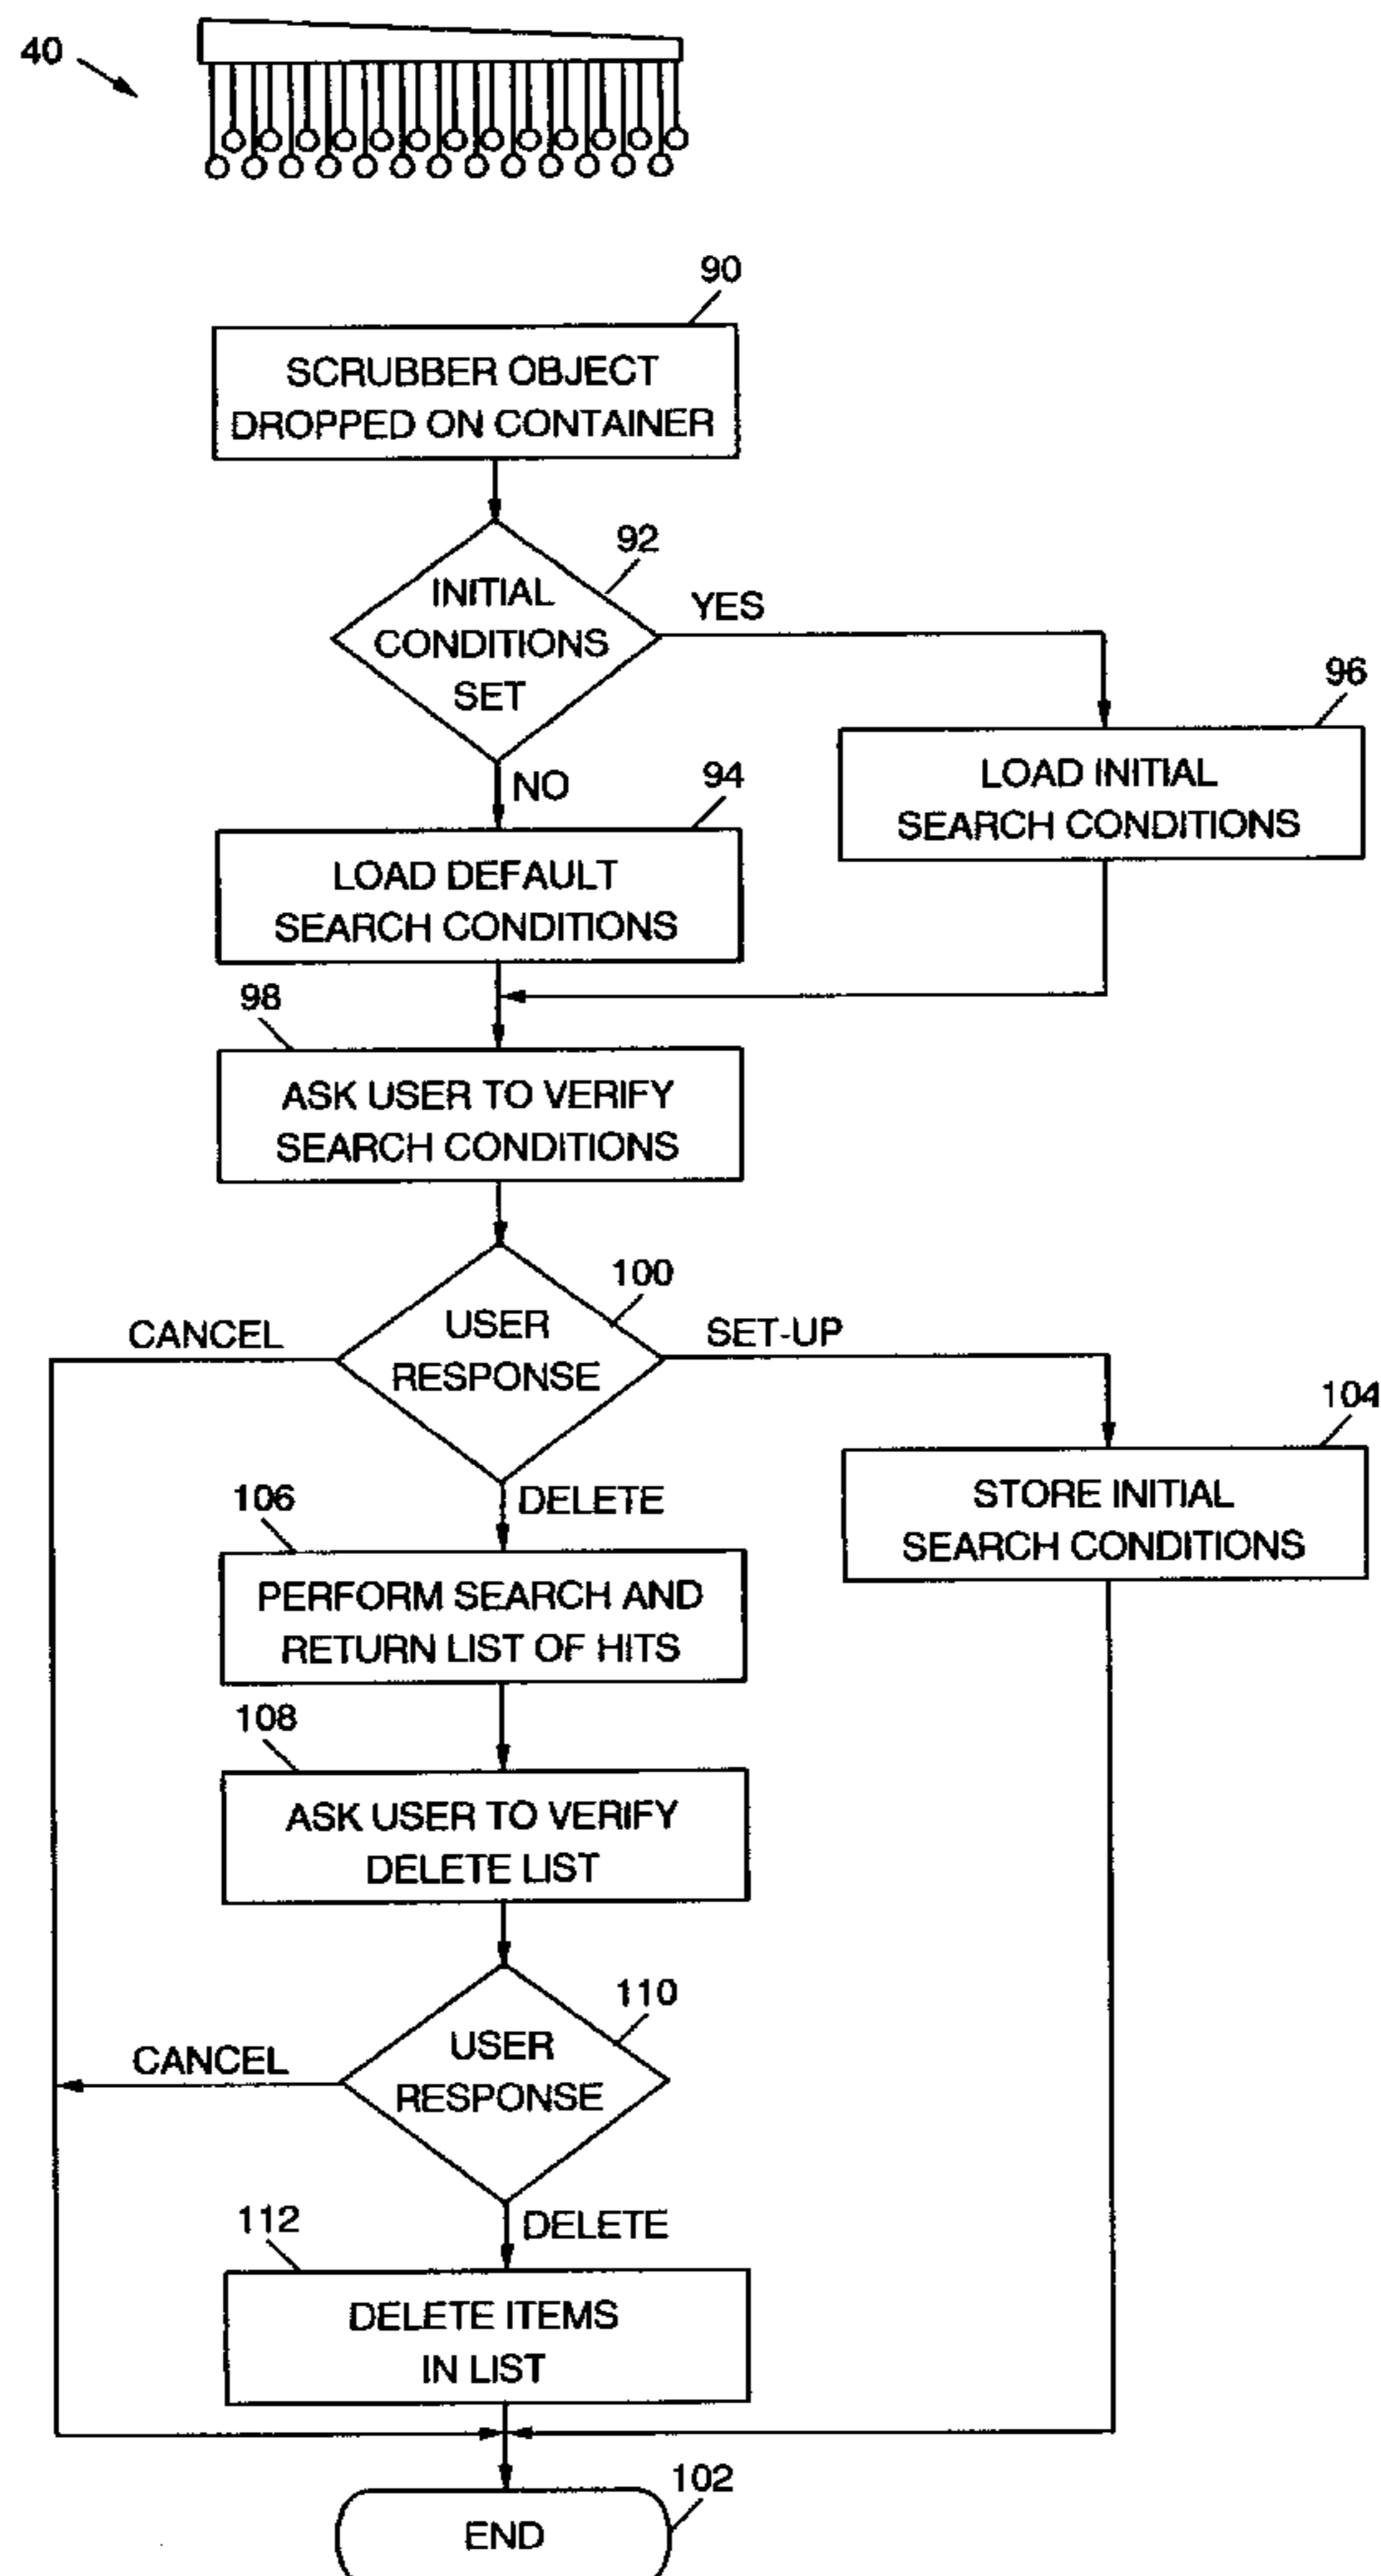 40
90
SCRUBBER OBJECT
DROPPED ON CONTAINER
92
INITIAL
CONDITIONS
SET
YES
96
LOAD INITIAL
SEARCH CONDITIONS
NO
94
LOAD DEFAULT
SEARCH CONDITIONS
98
ASK USER TO VERIFY
SEARCH CONDITIONS
100
USER
RESPONSE
CANCEL
SET-UP
104
STORE INITIAL
SEARCH CONDITIONS
DELETE
106
PERFORM SEARCH AND
RETURN LIST OF HITS
108
ASK USER TO VERIFY
DELETE LIST
110
USER
RESPONSE
CANCEL
DELETE
112
DELETE ITEMS
IN LIST
102
END